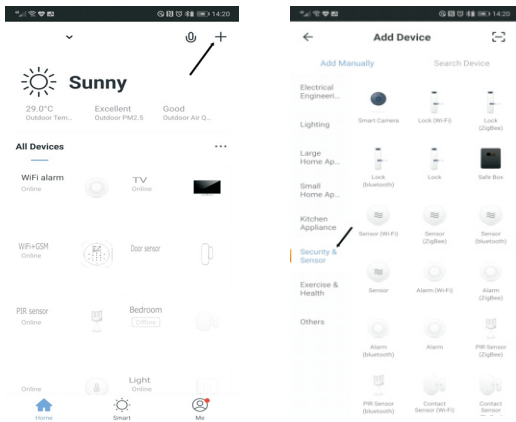 14:20
Sunny
29.0°C
Excellent
Good
Outdoor Tem...
Outdoor PM2.5
Outdoor Air Q...
All Devices
WiFi alarm
Online
TV
Online
WiFi+GSM
Online
Door sensor
PIR sensor
Online
Bedroom
Offline
Online
Light
Online
Home
Smart
Me
14:20
Add Device
Add Manually
Search Device
Electrical
Engineeri...
Lighting
Large
Home Ap...
Small
Home Ap...
Kitchen
Appliance
Security &
Sensor
Exercise &
Health
Others
Smart Camera
Lock (Wi-Fi)
Lock
(ZigBee)
Lock
(bluetooth)
Lock
Safe Box
Sensor (Wi-Fi)
Sensor
(ZigBee)
Sensor
(bluetooth)
Sensor
Alarm (Wi-Fi)
Alarm
(ZigBee)
Alarm
(bluetooth)
Alarm
PIR Sensor
(ZigBee)
PIR Sensor
(bluetooth)
Contact
Sensor (Wi-Fi)
Contact
Sensor